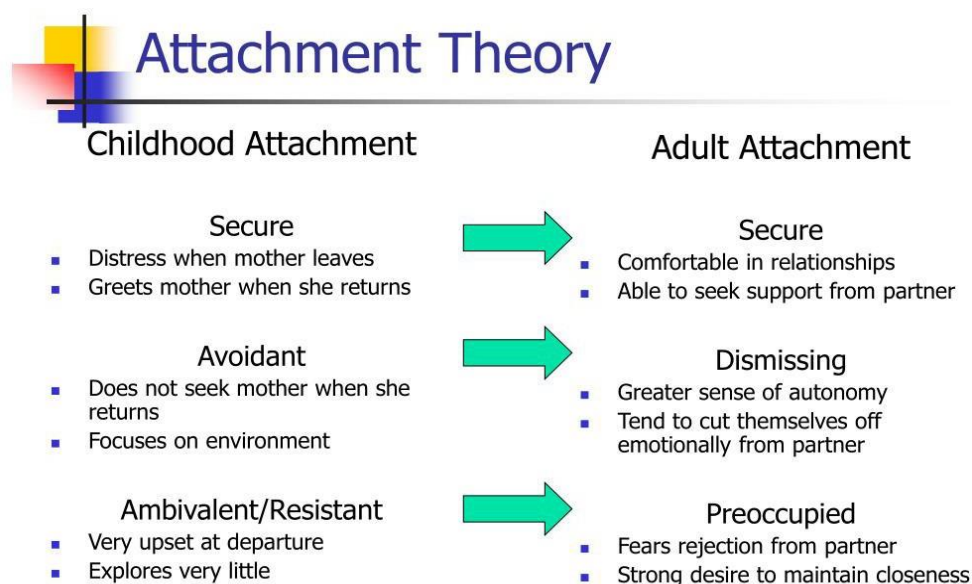 Attachment Theory
Childhood Attachment
Secure
Distress when mother leaves
Greets mother when she returns
Avoidant
Does not seek mother when she
returns
Focuses on environment
Ambivalent/Resistant
Very upset at departure
Explores very little
Adult Attachment
Secure
Comfortable in relationships
Able to seek support from partner
Dismissing
Greater sense of autonomy
Tend to cut themselves off
emotionally from partner
Preoccupied
Fears rejection from partner
Strong desire to maintain closeness